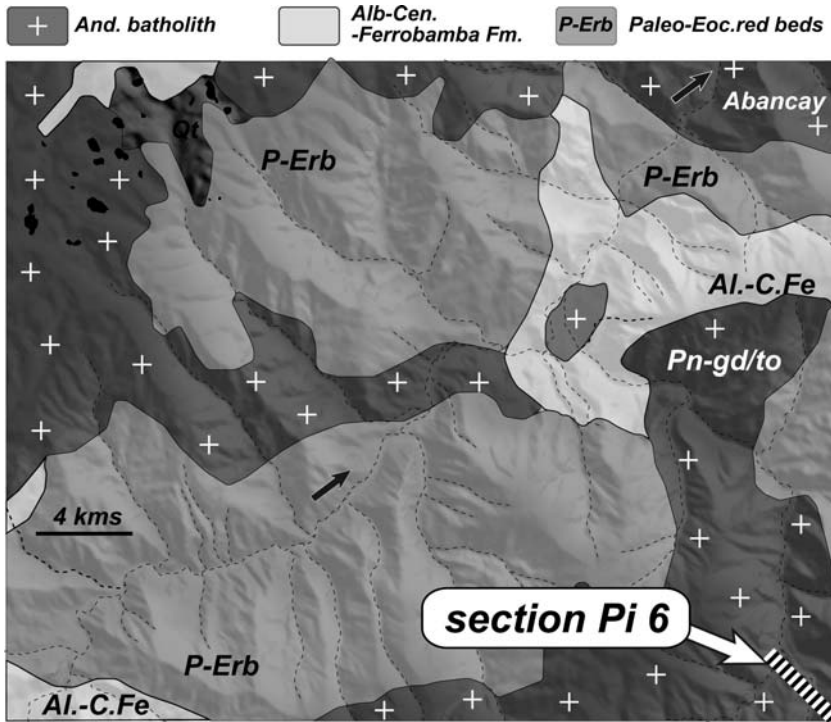 And. batholith
Alb-Cen.
-Ferrobamba Fm.
P-Erb
Paleo-Eoc.red beds
Abancay
Qt
P-Erb
P-Erb
Al.-C.Fe
Pn-gd/to
4 kms
section Pi 6
P-Erb
Al.-C.Fe